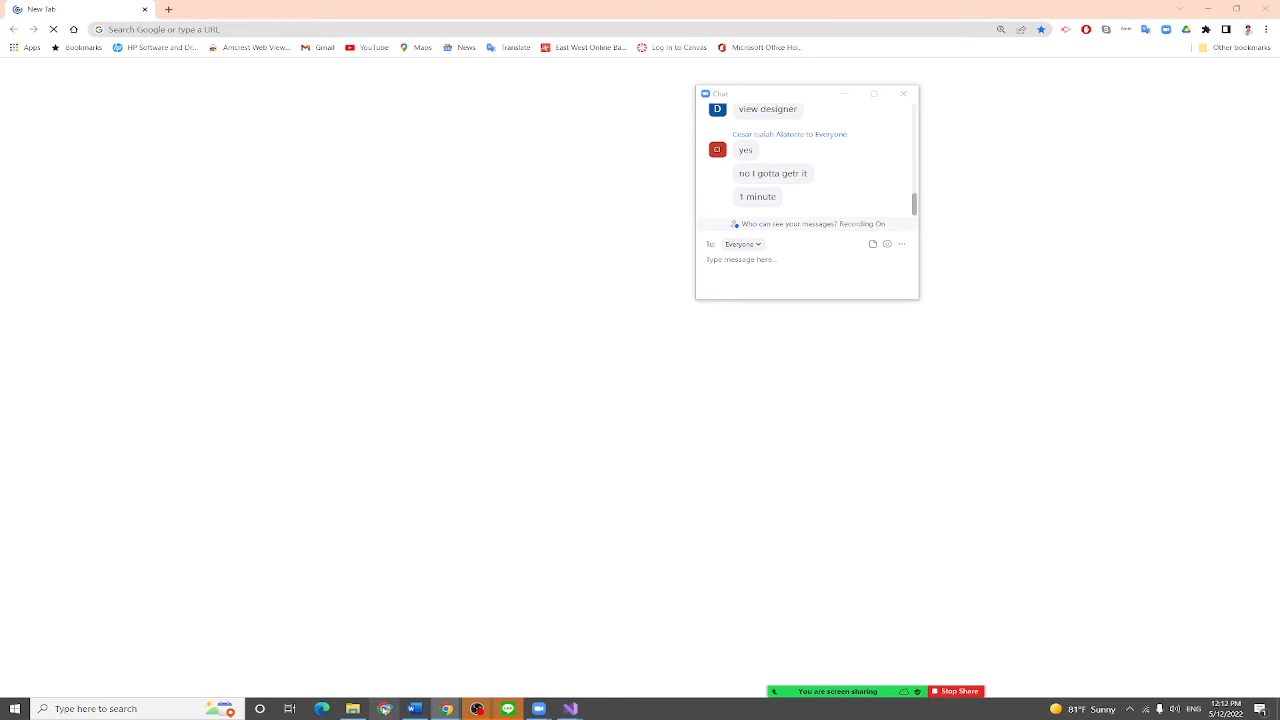 New Tab
Search Google or type a URL
Apps
Bookmarks
HP Software and Dr...
Amcrest Web View...
Gmail
YouTube
Maps
News
Translate
East West Online Ba...
Log In to Canvas
Microsoft Office Ho...
Other bookmarks
Chat
D
view designer
Cesar Isaiah Alatorre to Everyone
CI
yes
no I gotta getr it
1 minute
Who can see your messages? Recording On
To: Everyone
Type message here...
You are screen sharing
Stop Share
Type here to search
81°F Sunny
ENG
12:12 PM
5/12/2022